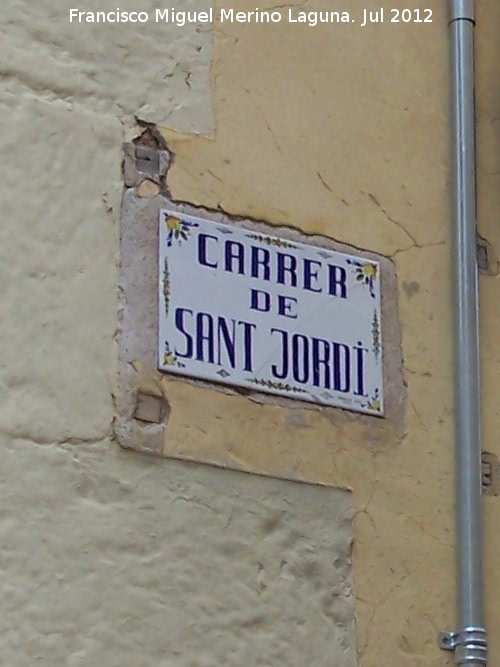 Francisco Miguel Merino Laguna. Jul 2012
CARRER
DE
SANT JORDI